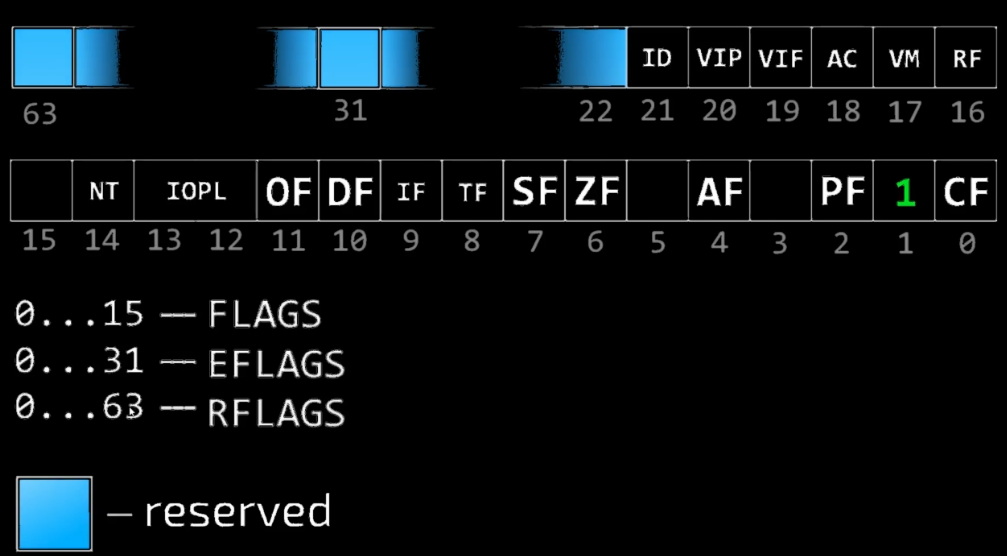 ID VIP VIF AC VM RF
63 31 22 21 20 19 18 17 16
NT IOPL OF DF IF TF SF ZF AF PF 1 CF
15 14 13 12 11 10 9 8 7 6 5 4 3 2 1 0
0...15 — FLAGS
0...31 — EFLAGS
0...63 — RFLAGS
– reserved